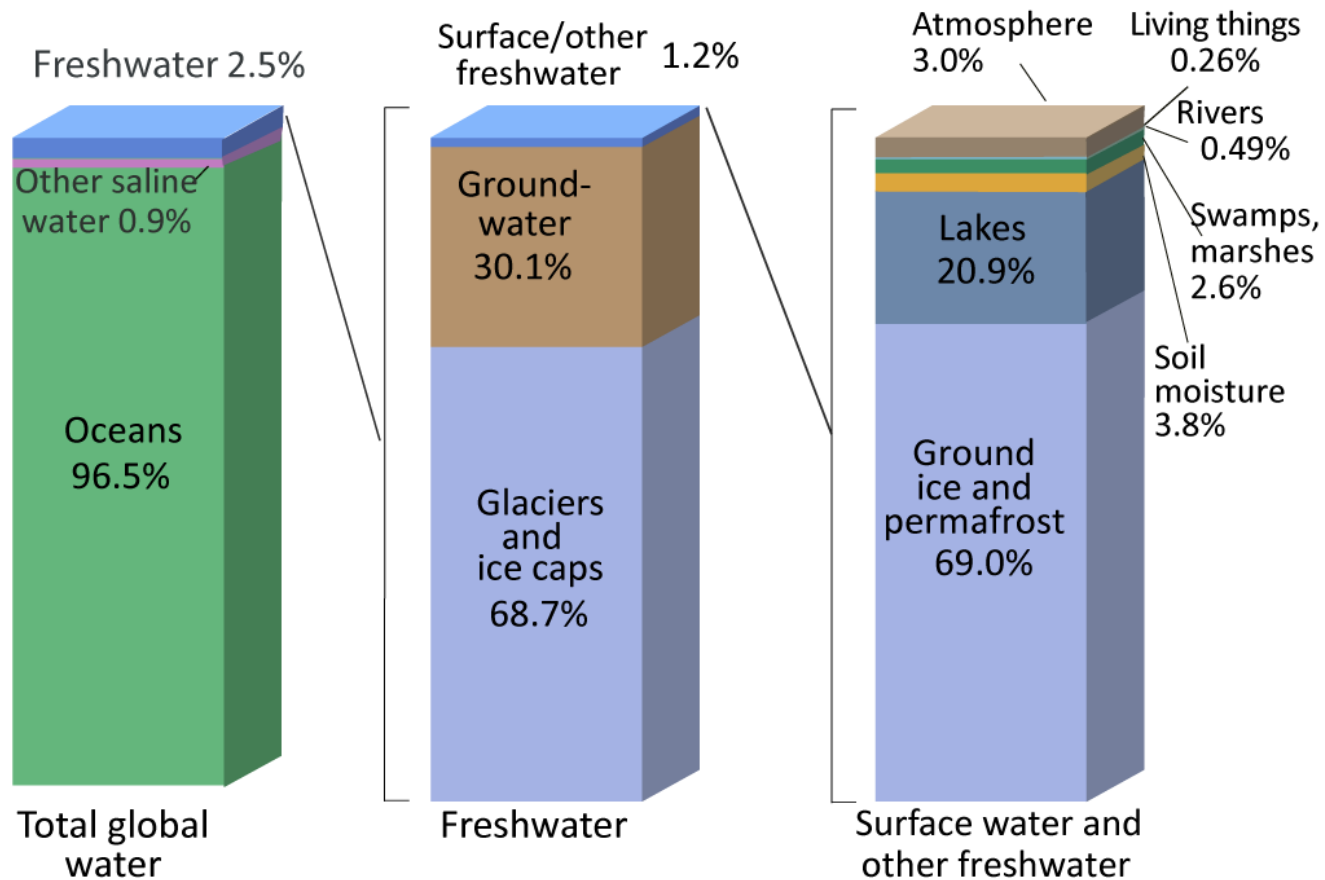 Freshwater 2.5%
Other saline
water 0.9%
Oceans
96.5%
Total global
water
Surface/other
freshwater
1.2%
Ground-
water
30.1%
Glaciers
and
ice caps
68.7%
Freshwater
Atmosphere
3.0%
Living things
0.26%
Rivers
0.49%
Swamps,
marshes
2.6%
Soil
moisture
3.8%
Lakes
20.9%
Ground
ice and
permafrost
69.0%
Surface water and
other freshwater